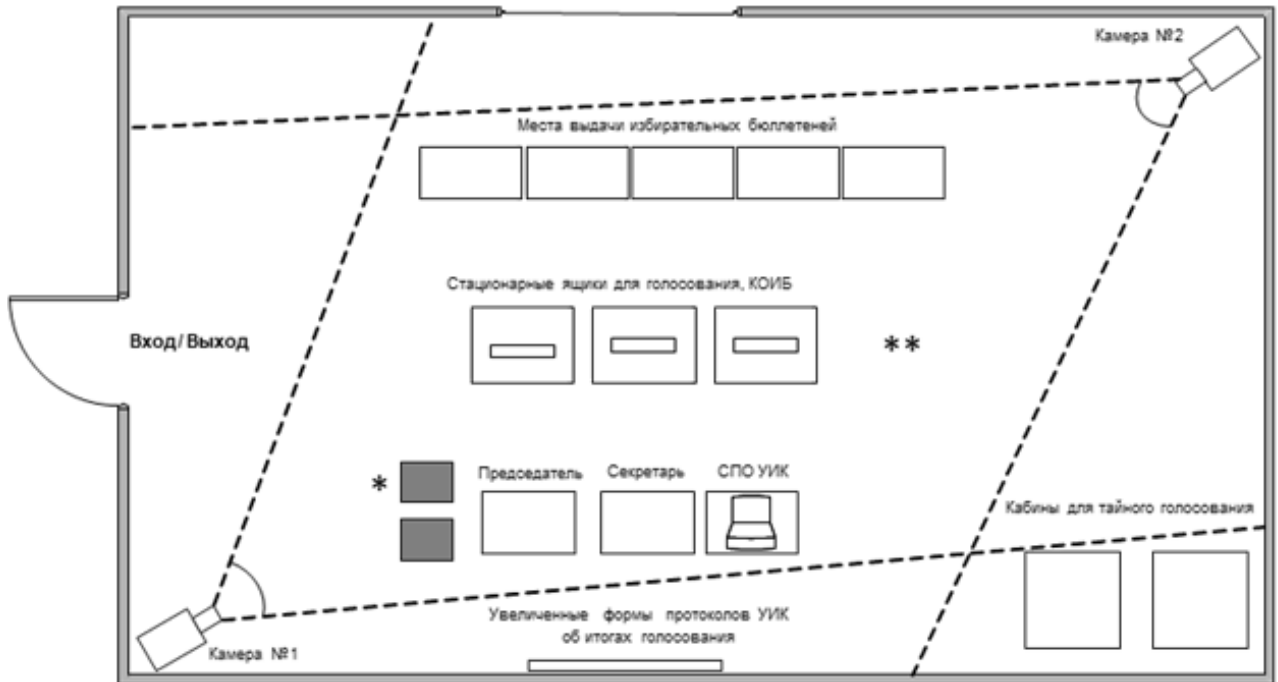 Камера №2
Места выдачи избирательных бюллетеней
Стационарные ящики для голосования, КОИБ
Вход/Выход
**
*
Председатель
Секретарь
СПО УИК
Кабины для тайного голосования
Увеличенные формы протоколов УИК
об итогах голосования
Камера №1